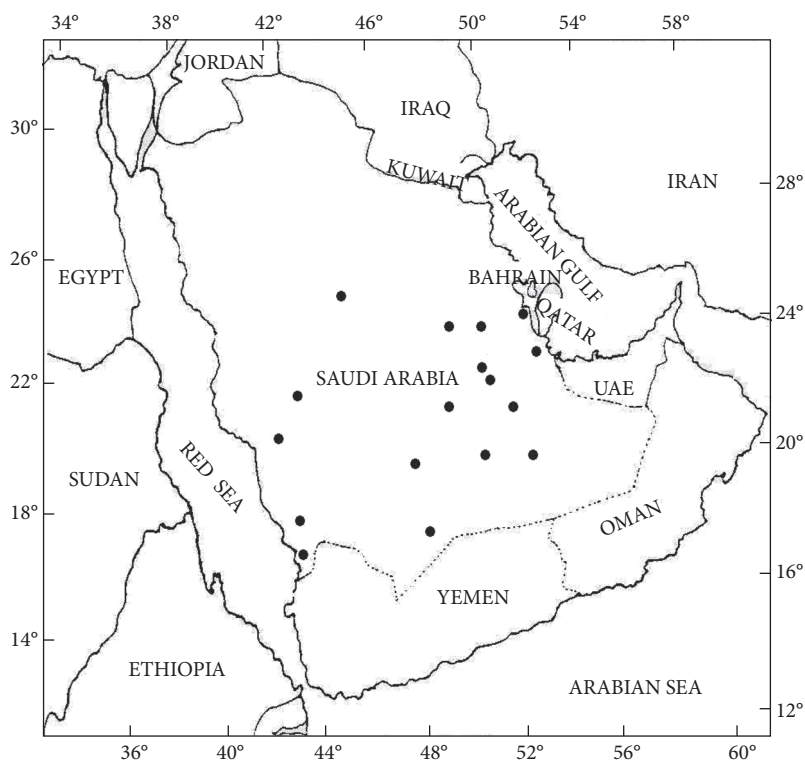 34° 38° 42° 46° 50° 54° 58°
JORDAN
IRAQ
30°
KUWAIT
28°
IRAN
ARABIAN GULF
26°
EGYPT
BAHRAIN
24°
QATAR
22°
SAUDI ARABIA
UAE
20°
RED SEA
SUDAN
18°
OMAN
16°
YEMEN
14°
ETHIOPIA
ARABIAN SEA
12°
36° 40° 44° 48° 52° 56° 60°